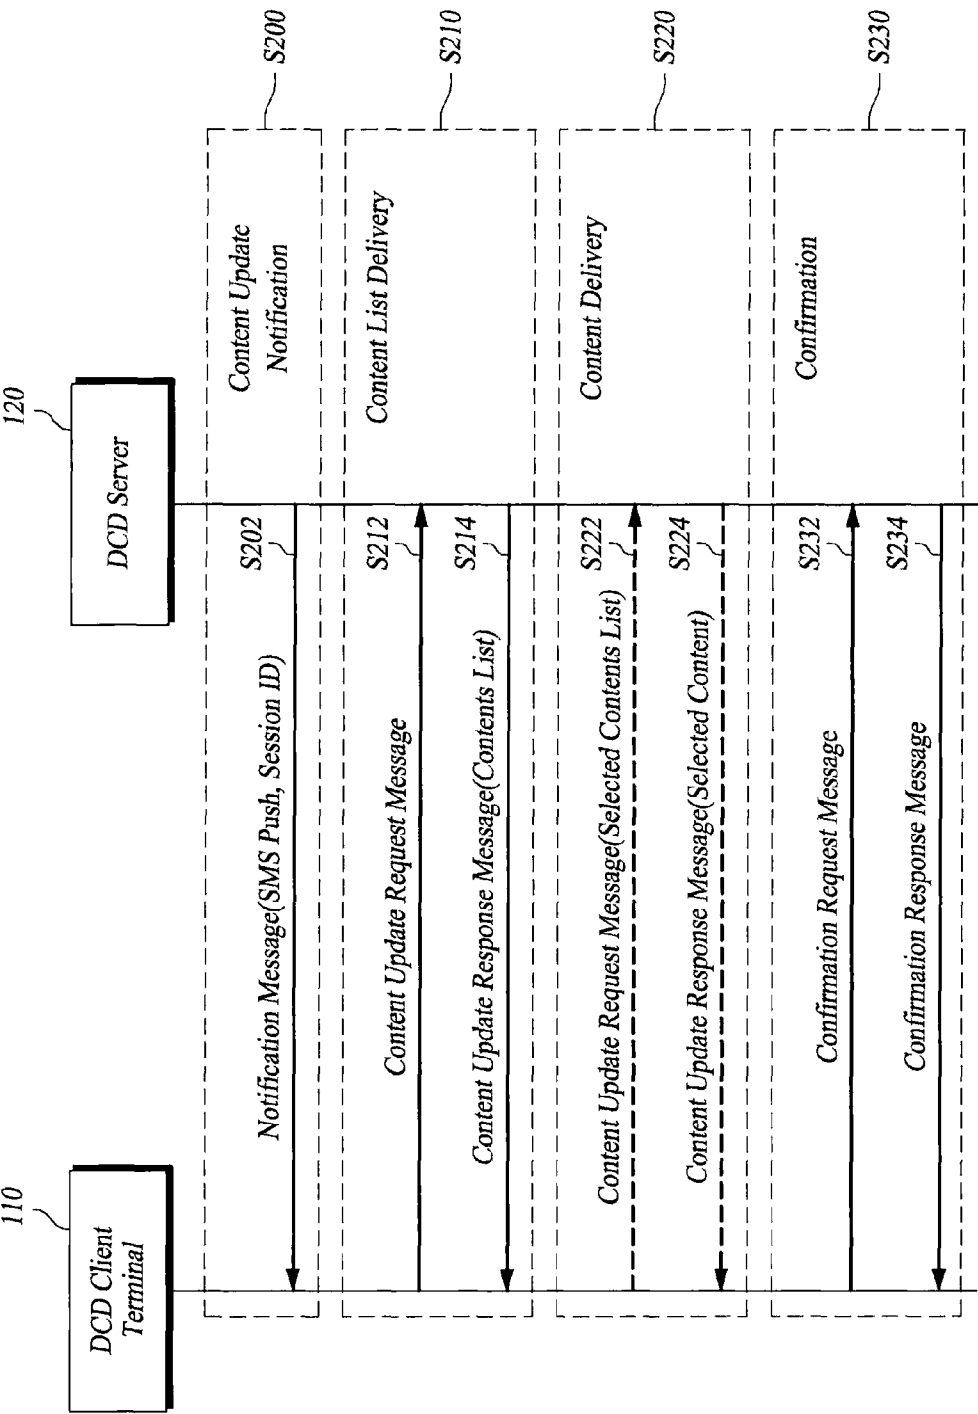 110
DCD Client
Terminal
120
DCD Server
Content Update
Notification
S200
S202
Notification Message(SMS Push, Session ID)
Content List Delivery
S210
S212
Content Update Request Message
S214
Content Update Response Message(Contents List)
Content Delivery
S220
S222
Content Update Request Message(Selected Contents List)
S224
Content Update Response Message(Selected Content)
Confirmation
S230
S232
Confirmation Request Message
S234
Confirmation Response Message